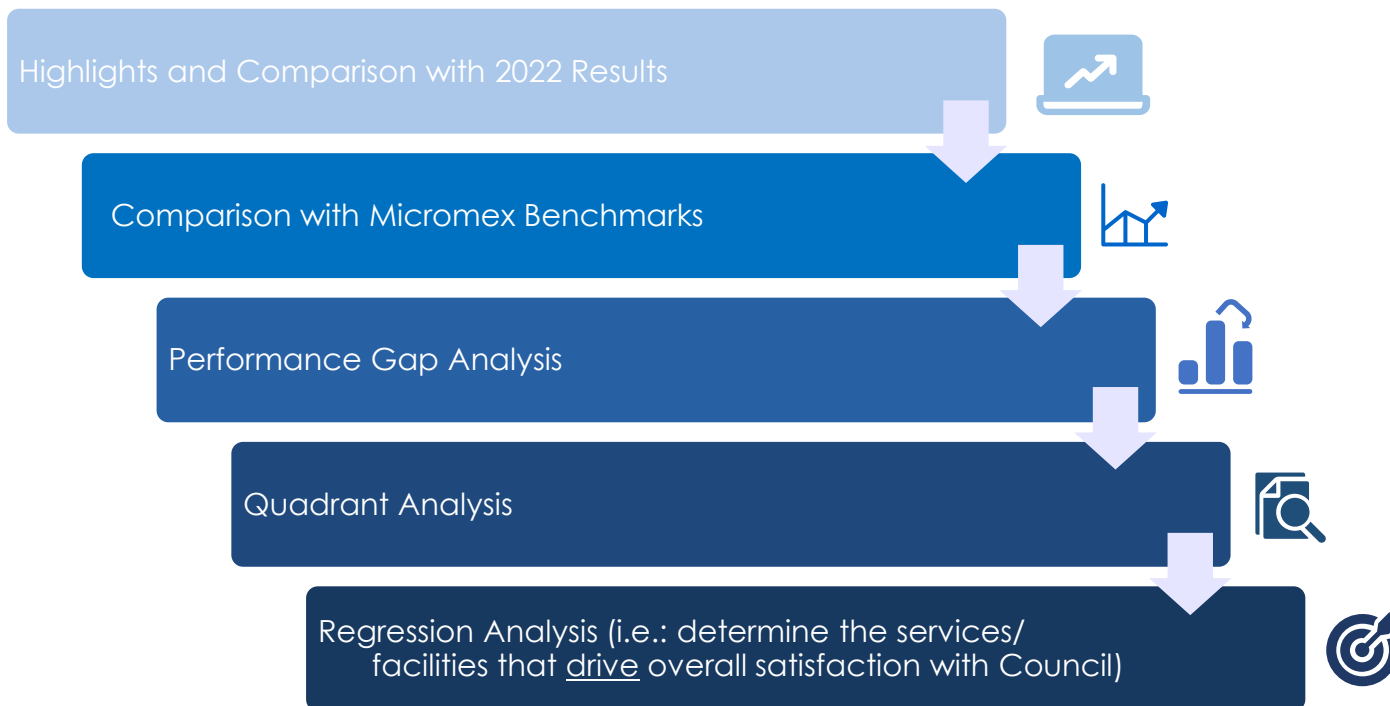 Highlights and Comparison with 2022 Results
Comparison with Micromex Benchmarks
Performance Gap Analysis
Quadrant Analysis
Regression Analysis (i.e.: determine the services/
facilities that drive overall satisfaction with Council)